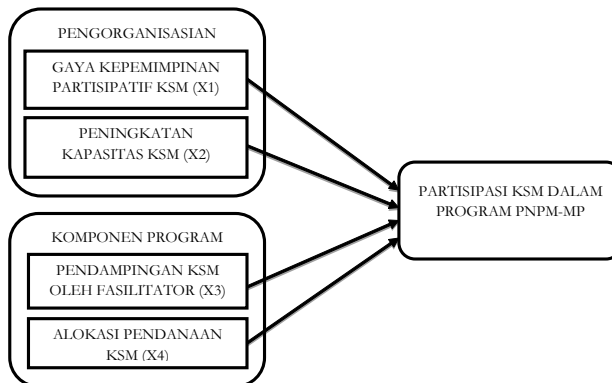 PENGORGANISASIAN
GAYA KEPEMIMPINAN
PARTISIPATIF KSM (X1)
PENINGKATAN
KAPASITAS KSM (X2)
PARTISIPASI KSM DALAM
PROGRAM PNPM-MP
KOMPONEN PROGRAM
PENDAMPINGAN KSM
OLEH FASILITATOR (X3)
ALOKASI PENDANAAN
KSM (X4)